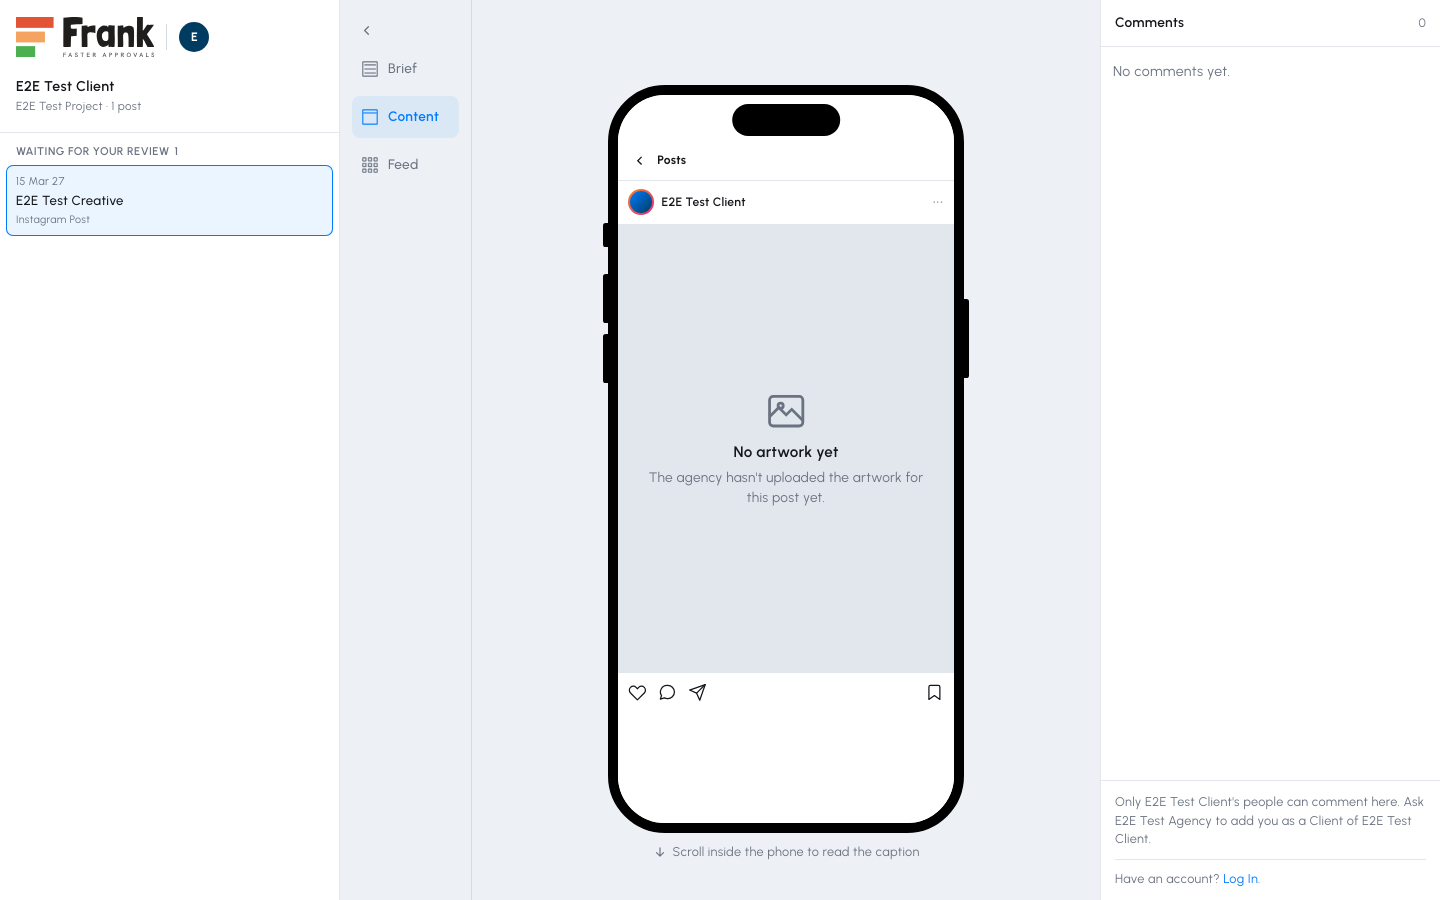 Frank
FASTER APPROVALS
E
E2E Test Client
E2E Test Project · 1 post
WAITING FOR YOUR REVIEW 1
15 Mar 27
E2E Test Creative
Instagram Post
Brief
Content
Feed
Posts
E2E Test Client
...
No artwork yet
The agency hasn't uploaded the artwork for
this post yet.
↓ Scroll inside the phone to read the caption
Comments 0
No comments yet.
Only E2E Test Client's people can comment here. Ask
E2E Test Agency to add you as a Client of E2E Test
Client.
Have an account? Log In.